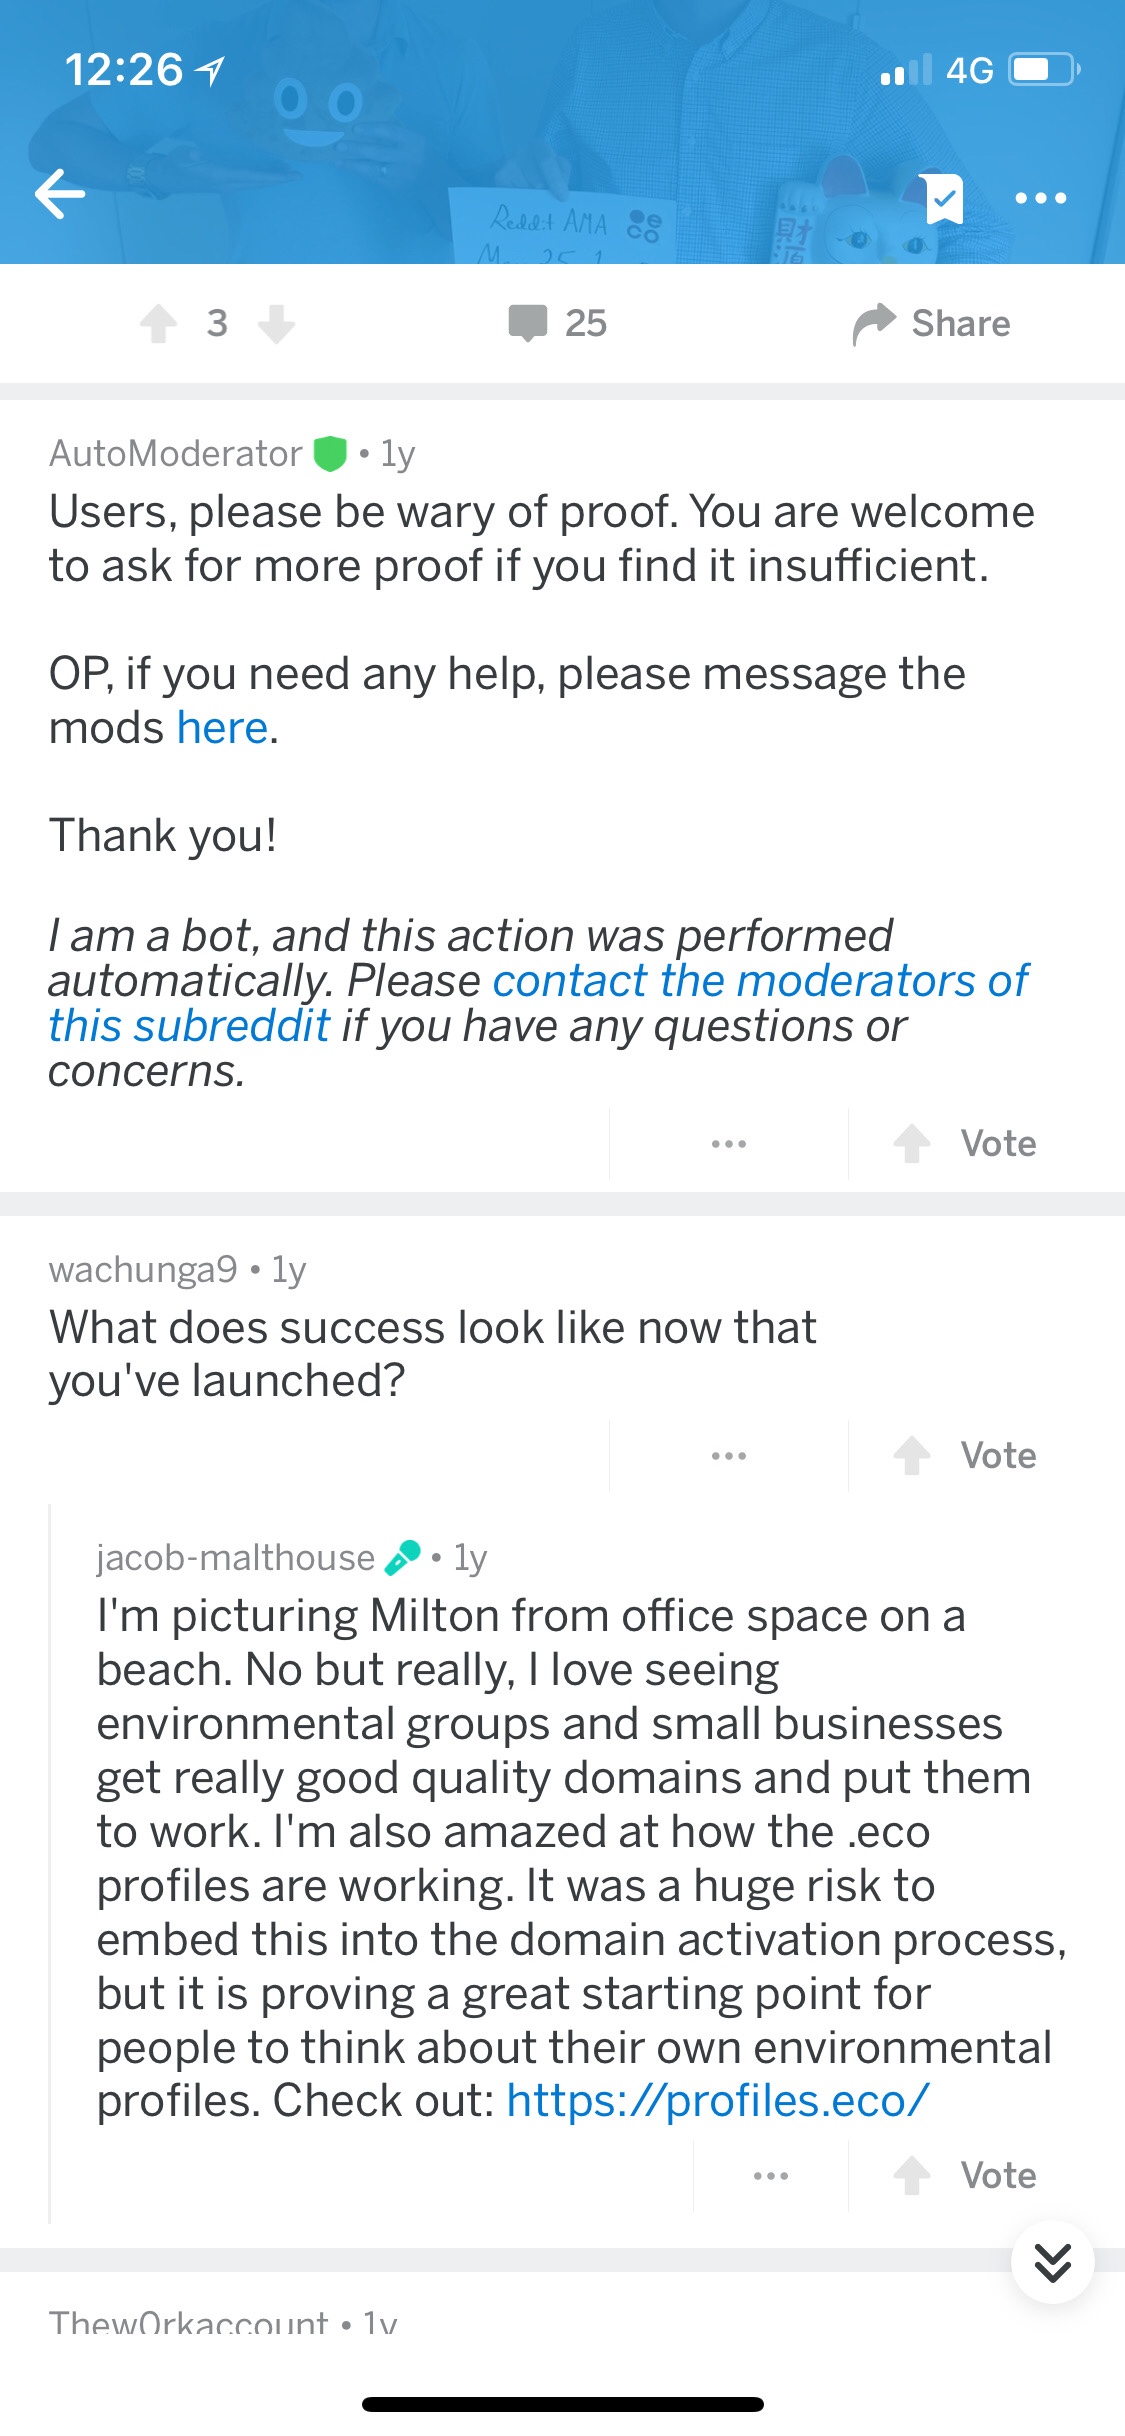 12:26
4G
Reddit AMA
財
源
3
25
Share
AutoModerator • 1y
Users, please be wary of proof. You are welcome
to ask for more proof if you find it insufficient.
OP, if you need any help, please message the
mods here.
Thank you!
I am a bot, and this action was performed
automatically. Please contact the moderators of
this subreddit if you have any questions or
concerns.
Vote
wachunga9 • 1y
What does success look like now that
you've launched?
Vote
jacob-malthouse • 1y
I'm picturing Milton from office space on a
beach. No but really, I love seeing
environmental groups and small businesses
get really good quality domains and put them
to work. I'm also amazed at how the .eco
profiles are working. It was a huge risk to
embed this into the domain activation process,
but it is proving a great starting point for
people to think about their own environmental
profiles. Check out: https://profiles.eco/
Vote
Thew0rkaccount • 1y